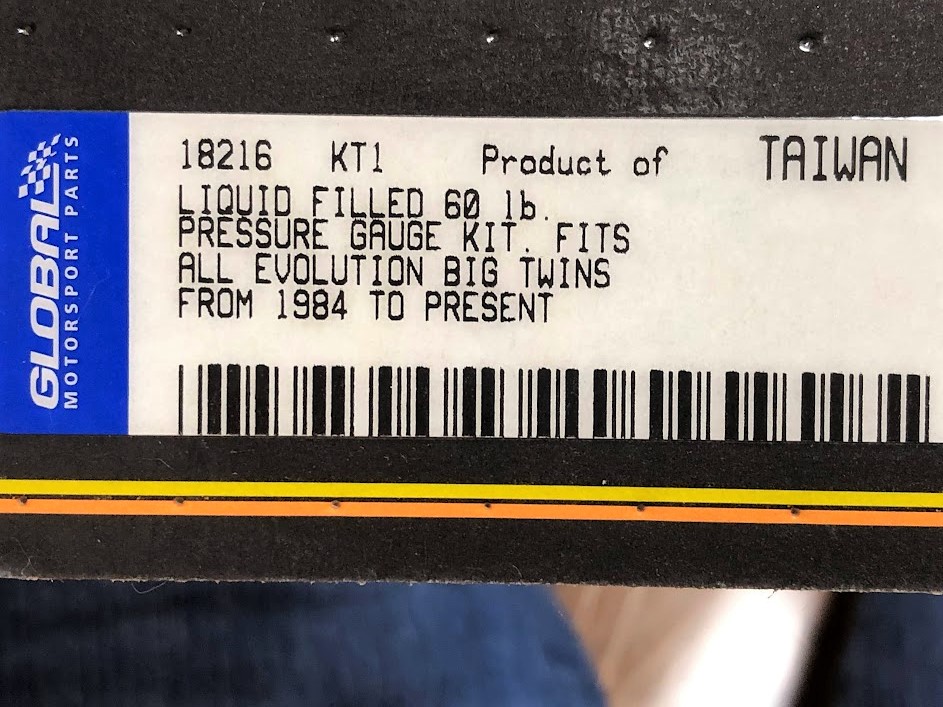 GLOBAL
MOTORSPORT PARTS
18216 KT1 Product of TAIWAN
LIQUID FILLED 60 lb.
PRESSURE GAUGE KIT. FITS
ALL EVOLUTION BIG TWINS
FROM 1984 TO PRESENT